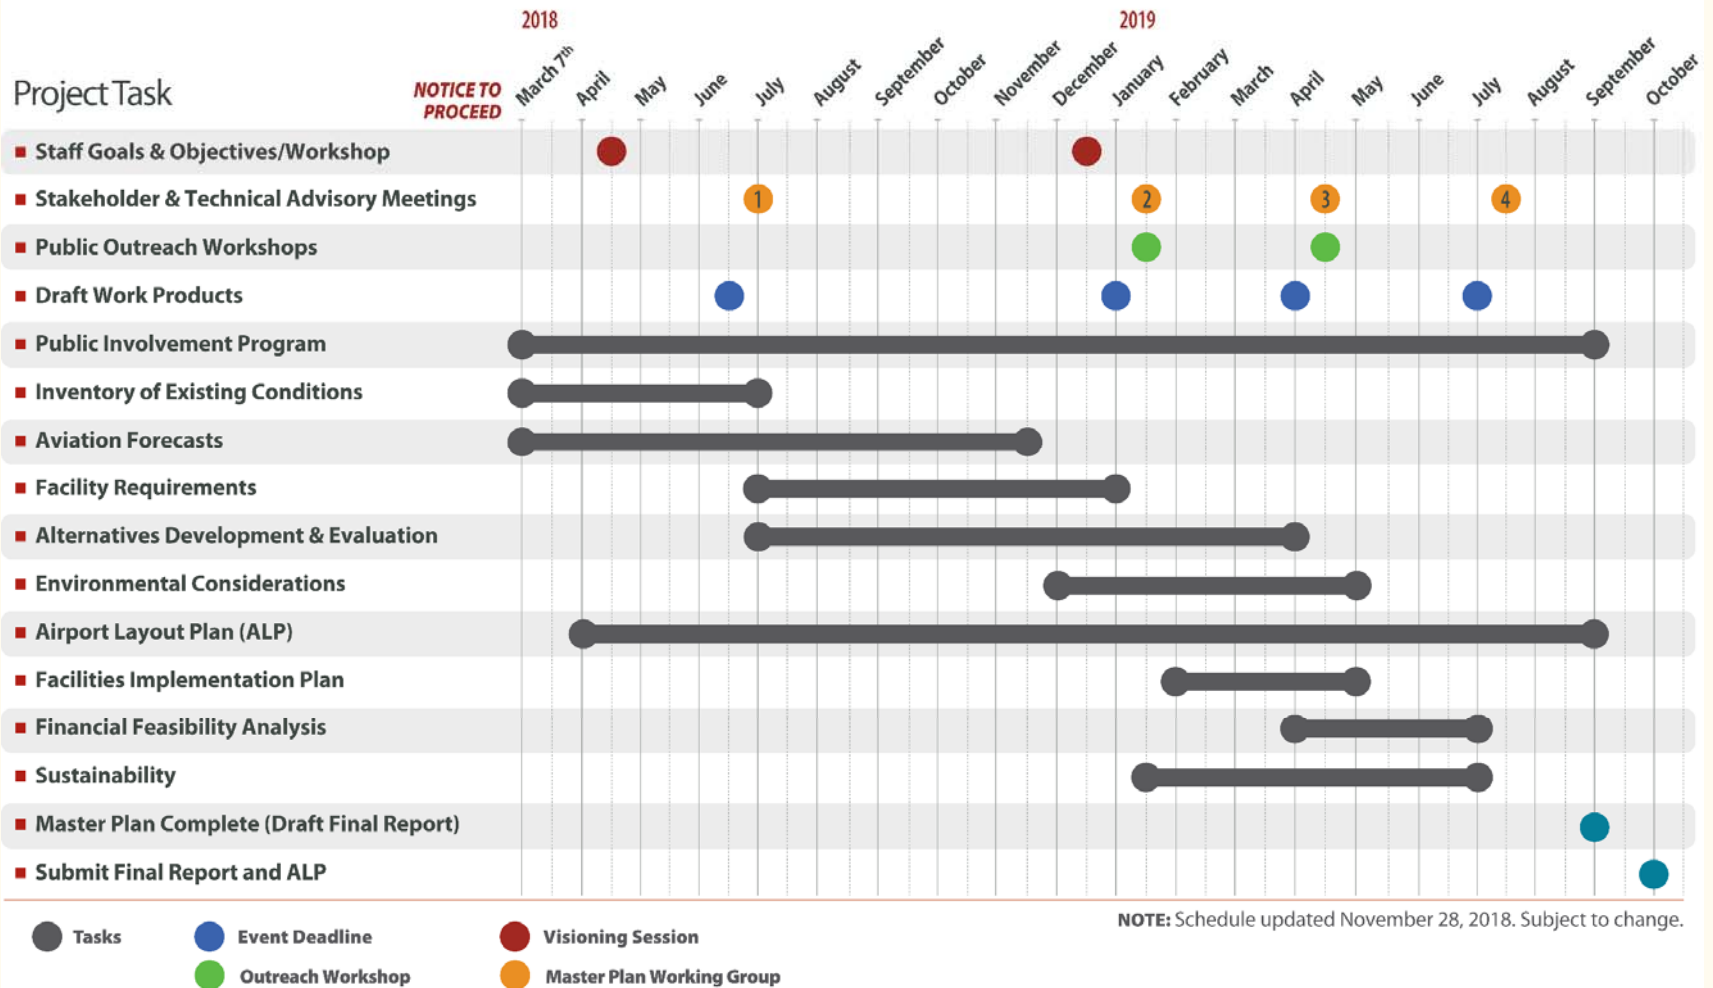 2018
2019
Project Task
NOTICE TO
PROCEED
March 7th
April
May
June
July
August
September
October
November
December
January
February
March
April
May
June
July
August
September
October
Staff Goals & Objectives/Workshop
Stakeholder & Technical Advisory Meetings
1
2
3
4
Public Outreach Workshops
Draft Work Products
Public Involvement Program
Inventory of Existing Conditions
Aviation Forecasts
Facility Requirements
Alternatives Development & Evaluation
Environmental Considerations
Airport Layout Plan (ALP)
Facilities Implementation Plan
Financial Feasibility Analysis
Sustainability
Master Plan Complete (Draft Final Report)
Submit Final Report and ALP
NOTE: Schedule updated November 28, 2018. Subject to change.
Tasks
Event Deadline
Visioning Session
Outreach Workshop
Master Plan Working Group